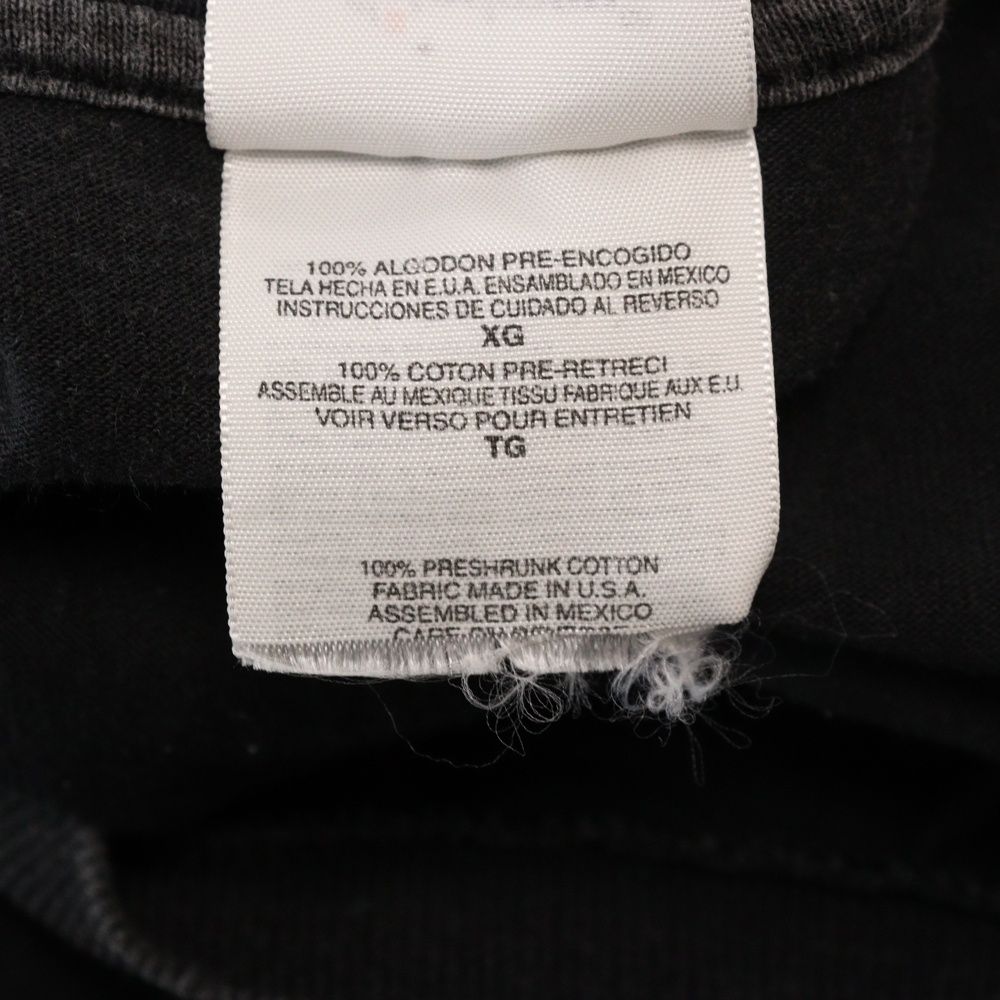 100% ALGODON PRE-ENCOGIDO
TELA HECHA EN E.U.A. ENSAMBLADO EN MEXICO
INSTRUCCIONES DE CUIDADO AL REVERSO
XG
100% COTON PRE-RETRECI
ASSEMBLE AU MEXIQUE TISSU FABRIQUE AUX E.U.
VOIR VERSO POUR ENTRETIEN
TG
100% PRESHRUNK COTTON
FABRIC MADE IN U.S.A.
ASSEMBLED IN MEXICO
CARE